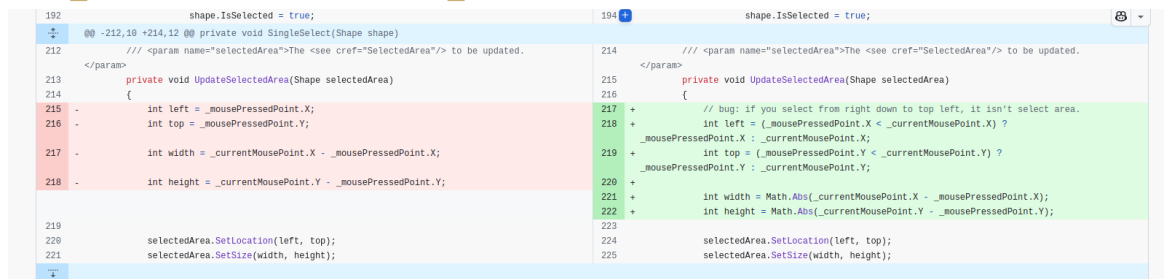 192 shape.IsSelected = true;
194 + shape.IsSelected = true;
@@ -212,10 +214,12 @@ private void SingleSelect(Shape shape)
212 /// <param name="selectedArea">The <see cref="SelectedArea"/> to be updated.
</param>
213 private void UpdateSelectedArea(Shape selectedArea)
214 {
215 - int left = _mousePressedPoint.X;
216 - int top = _mousePressedPoint.Y;
217 - int width = _currentMousePoint.X - _mousePressedPoint.X;
218 - int height = _currentMousePoint.Y - _mousePressedPoint.Y;
219
220 selectedArea.SetLocation(left, top);
221 selectedArea.SetSize(width, height);
214 /// <param name="selectedArea">The <see cref="SelectedArea"/> to be updated.
</param>
215 private void UpdateSelectedArea(Shape selectedArea)
216 {
217 + // bug: if you select from right down to top left, it isn't select area.
218 + int left = (_mousePressedPoint.X < _currentMousePoint.X) ?
_mousePressedPoint.X : _currentMousePoint.X;
219 + int top = (_mousePressedPoint.Y < _currentMousePoint.Y) ?
_mousePressedPoint.Y : _currentMousePoint.Y;
220 +
221 + int width = Math.Abs(_currentMousePoint.X - _mousePressedPoint.X);
222 + int height = Math.Abs(_currentMousePoint.Y - _mousePressedPoint.Y);
223
224 selectedArea.SetLocation(left, top);
225 selectedArea.SetSize(width, height);